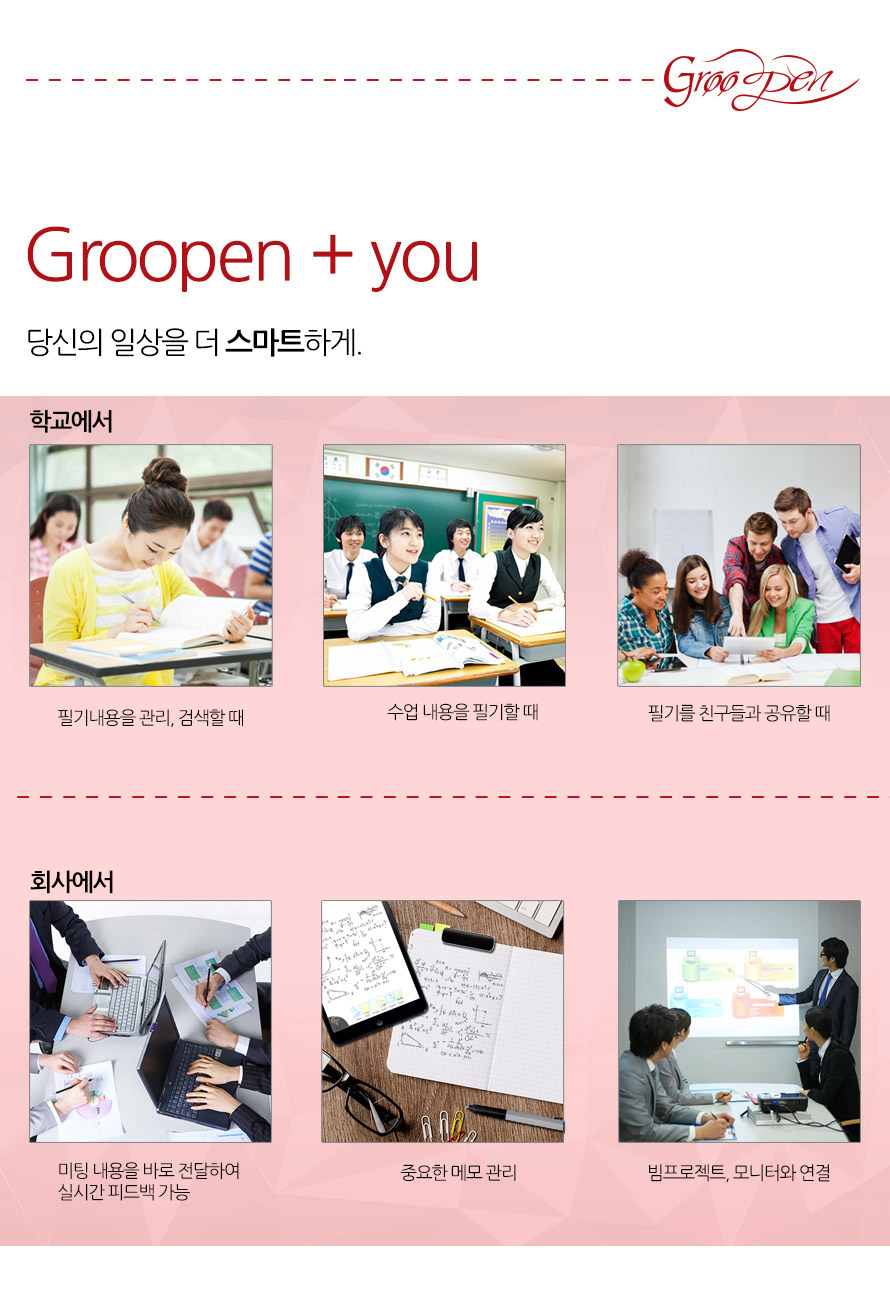 Groopen
Groopen + you
당신의 일상을 더 스마트하게.
학교에서
필기내용을 관리, 검색할 때
수업 내용을 필기할 때
필기를 친구들과 공유할 때
회사에서
미팅 내용을 바로 전달하여
실시간 피드백 가능
중요한 메모 관리
빔프로젝트, 모니터와 연결